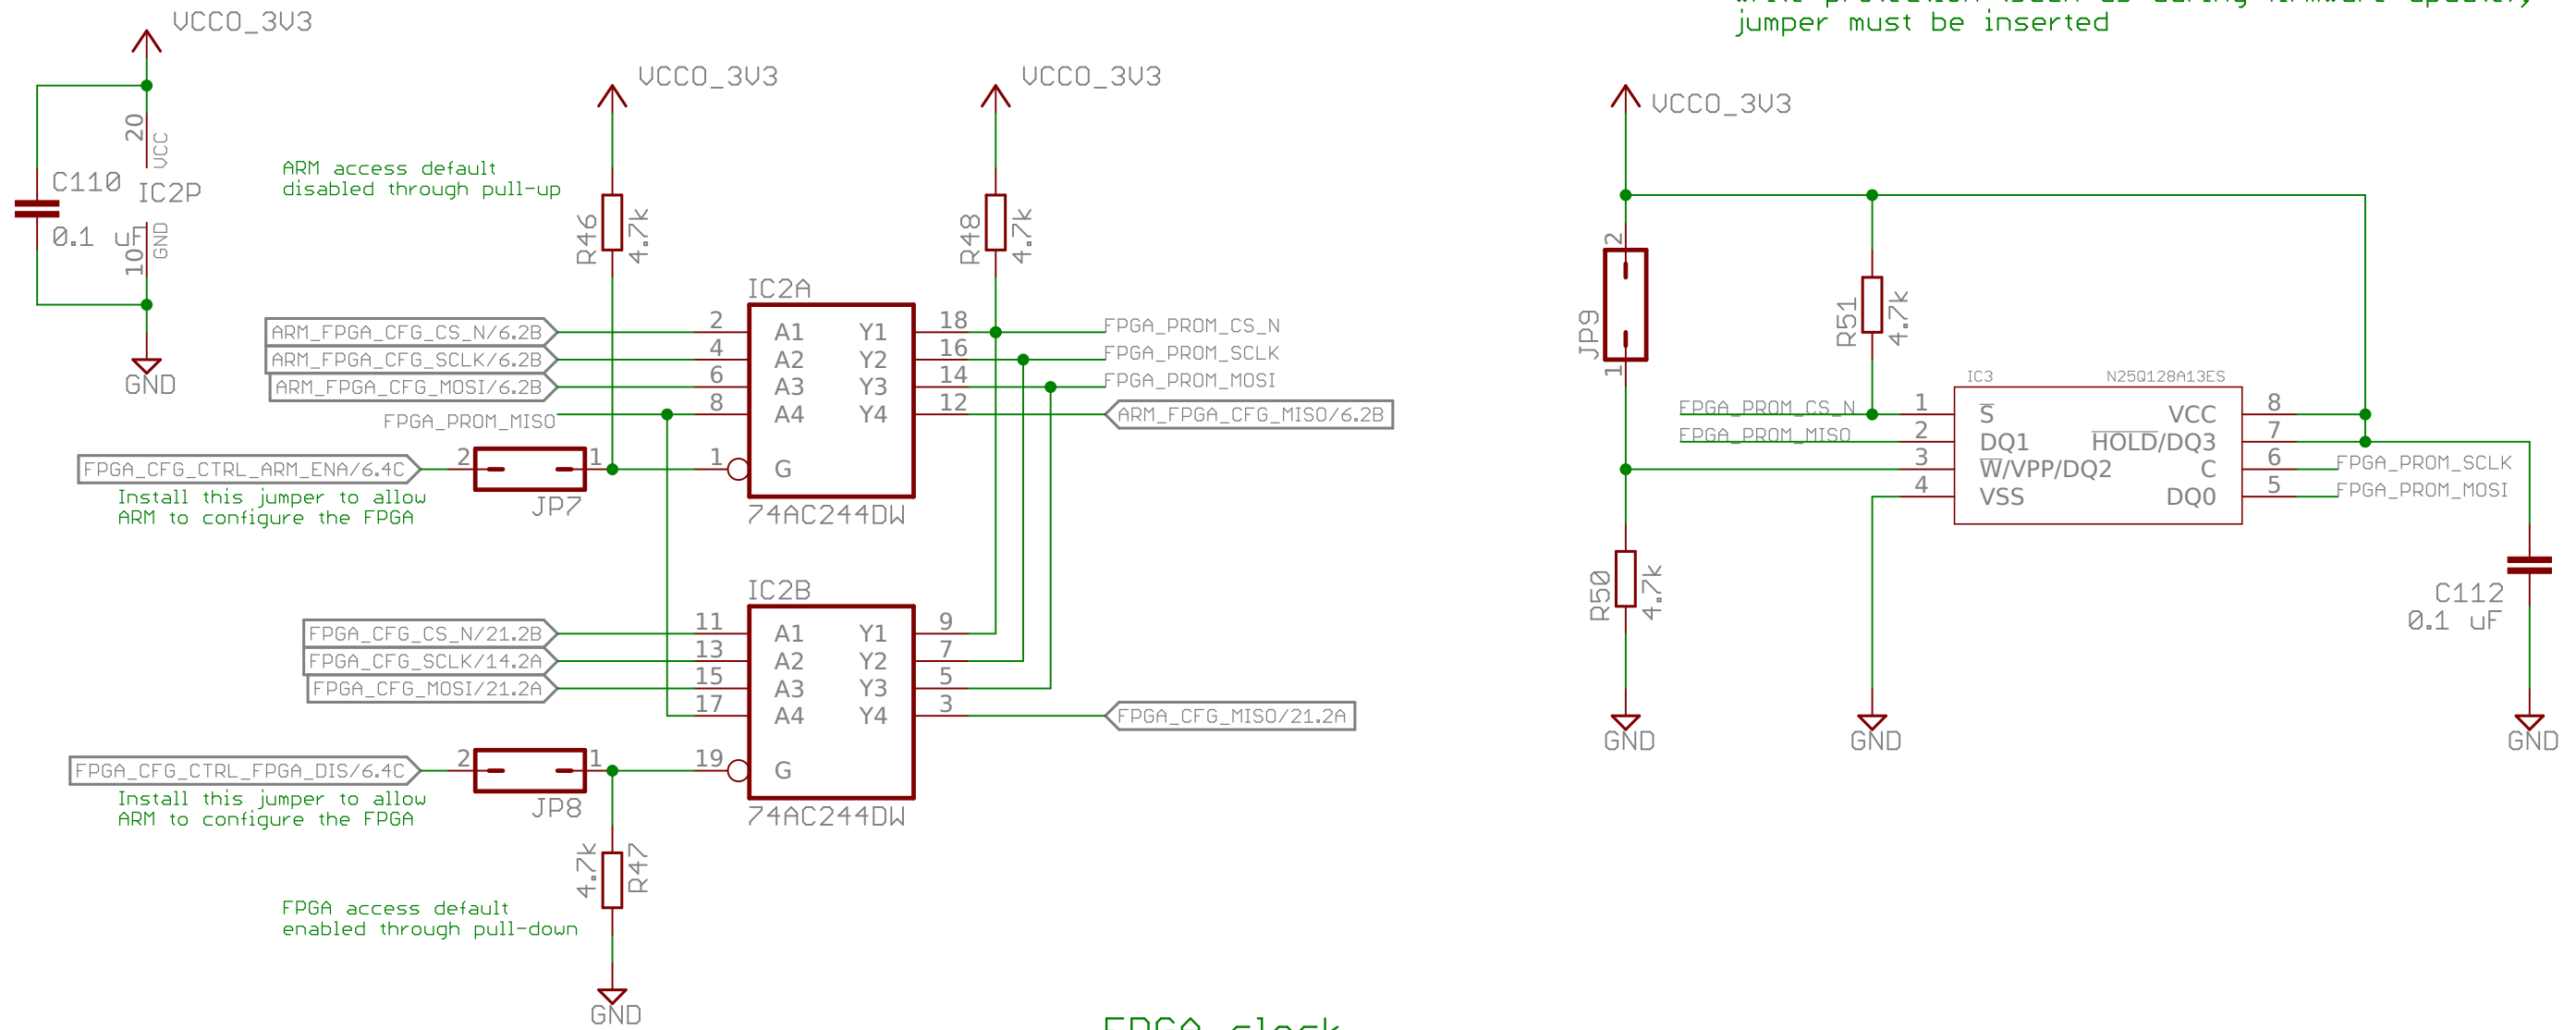 VCCO_3V3
20
VCC
C110
IC2P
0.1 uF
GND
10
GND
ARM access default
disabled through pull-up
VCCO_3V3
R46
4.7k
VCCO_3V3
R48
4.7k
IC2A
ARM_FPGA_CFG_CS_N/6.2B
2
A1
Y1
18
FPGA_PROM_CS_N
ARM_FPGA_CFG_SCLK/6.2B
4
A2
Y2
16
FPGA_PROM_SCLK
ARM_FPGA_CFG_MOSI/6.2B
6
A3
Y3
14
FPGA_PROM_MOSI
FPGA_PROM_MISO
8
A4
Y4
12
ARM_FPGA_CFG_MISO/6.2B
FPGA_CFG_CTRL_ARM_ENA/6.4C
2
1
JP7
1
G
74AC244DW
Install this jumper to allow
ARM to configure the FPGA
IC2B
FPGA_CFG_CS_N/21.2B
11
A1
Y1
9
FPGA_CFG_SCLK/14.2A
13
A2
Y2
7
FPGA_CFG_MOSI/21.2A
15
A3
Y3
5
17
A4
Y4
3
FPGA_CFG_MISO/21.2A
FPGA_CFG_CTRL_FPGA_DIS/6.4C
2
1
JP8
19
G
74AC244DW
Install this jumper to allow
ARM to configure the FPGA
4.7k
R47
FPGA access default
enabled through pull-down
GND
write protection (such as during firmware update),
jumper must be inserted
VCCO_3V3
2
JP9
1
R51
4.7k
IC3
N25Q128A13ES
FPGA_PROM_CS_N
1
S
VCC
8
FPGA_PROM_MISO
2
DQ1
HOLD/DQ3
7
3
W/VPP/DQ2
C
6
FPGA_PROM_SCLK
4
VSS
DQ0
5
FPGA_PROM_MOSI
R50
4.7k
C112
0.1 uF
GND
GND
GND
FPGA clock